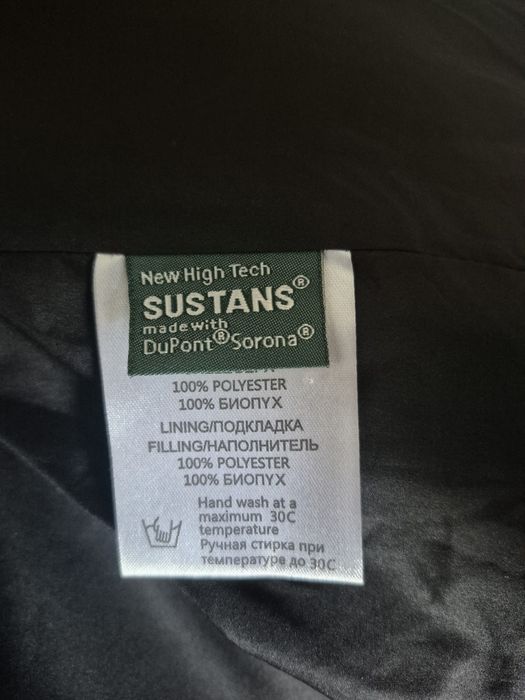 New High Tech
SUSTANS®
made with
DuPont® Sorona®
100% POLYESTER
100% БИОПУХ
LINING/ПОДКЛАДКА
FILLING/НАПОЛНИТЕЛЬ
100% POLYESTER
100% БИОПУХ
Hand wash at a
maximum 30C
temperature
Ручная стирка при
температуре до 30C